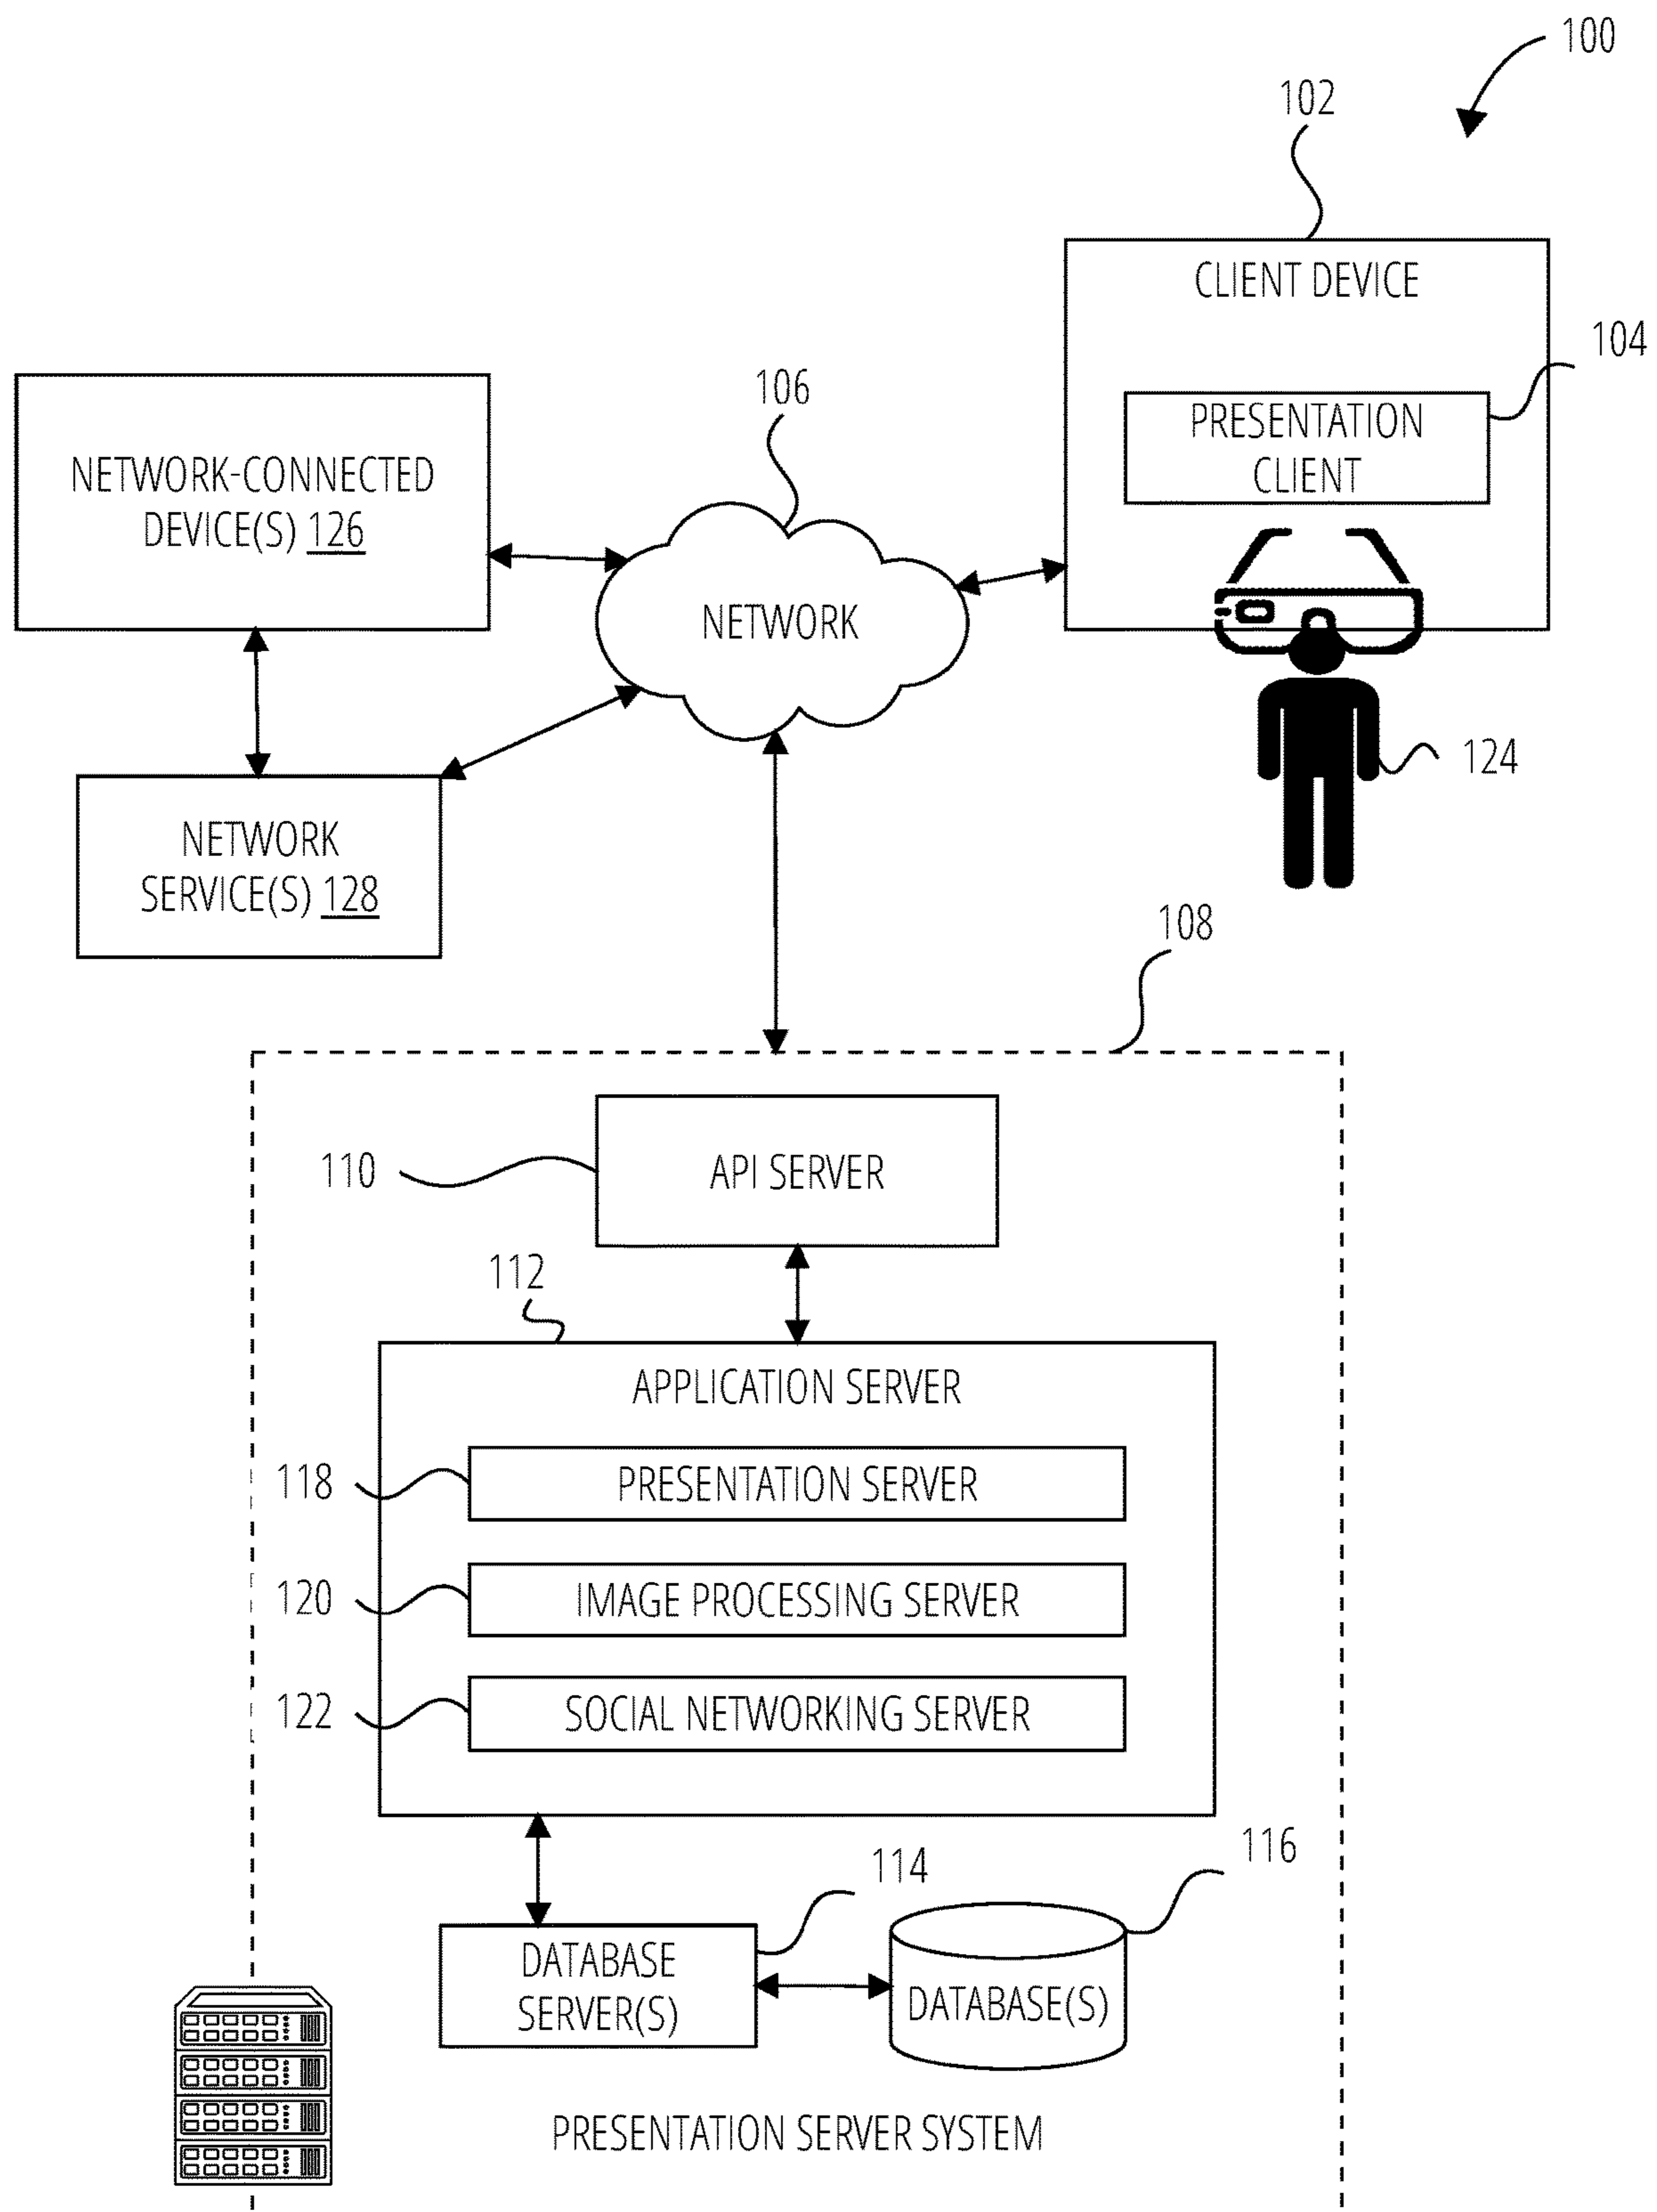 100
102
CLIENT DEVICE
104
PRESENTATION
CLIENT
106
NETWORK-CONNECTED
DEVICE(S) 126
NETWORK
124
NETWORK
SERVICE(S) 128
108
110
API SERVER
112
APPLICATION SERVER
118
PRESENTATION SERVER
120
IMAGE PROCESSING SERVER
122
SOCIAL NETWORKING SERVER
114
116
DATABASE
SERVER(S)
DATABASE(S)
PRESENTATION SERVER SYSTEM